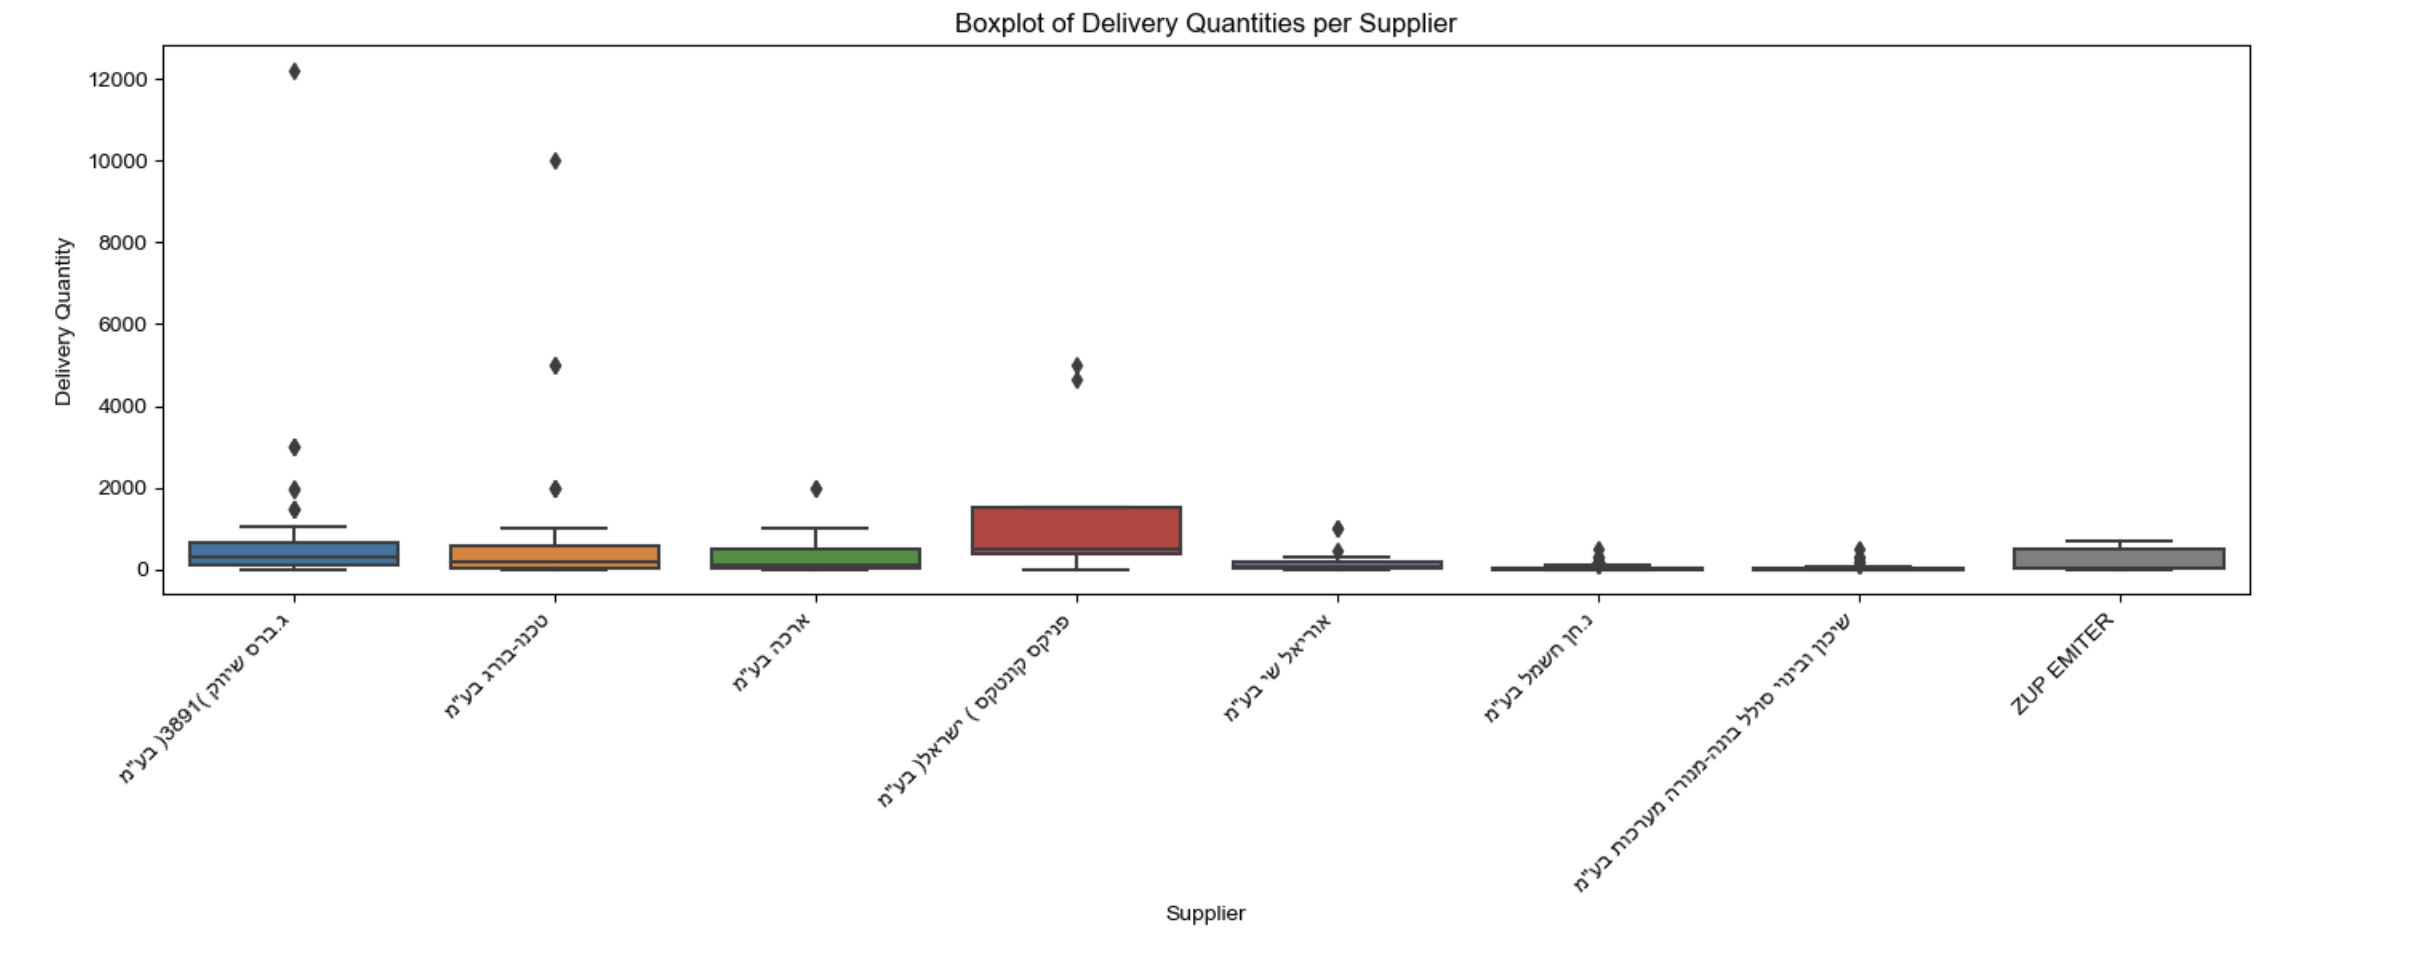 Boxplot of Delivery Quantities per Supplier
Delivery Quantity
12000
10000
8000
6000
4000
2000
0
ג.ברס שיווק )3891( בע"מ
טכנו-בורג בע"מ
ארכה בע"מ
פניקס קונטקס ) ישראל( בע"מ
אוריאל שי בע"מ
נ.חן חשמל בע"מ
שיכון ובינוי סולל בונה-מנורה מערכות בע"מ
ZUP EMITER
Supplier